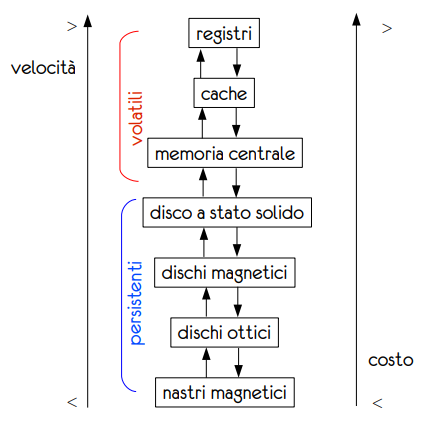 >
registri
>
velocità
cache
volatili
memoria centrale
disco a stato solido
persistenti
dischi magnetici
dischi ottici
costo
nastri magnetici
<
<